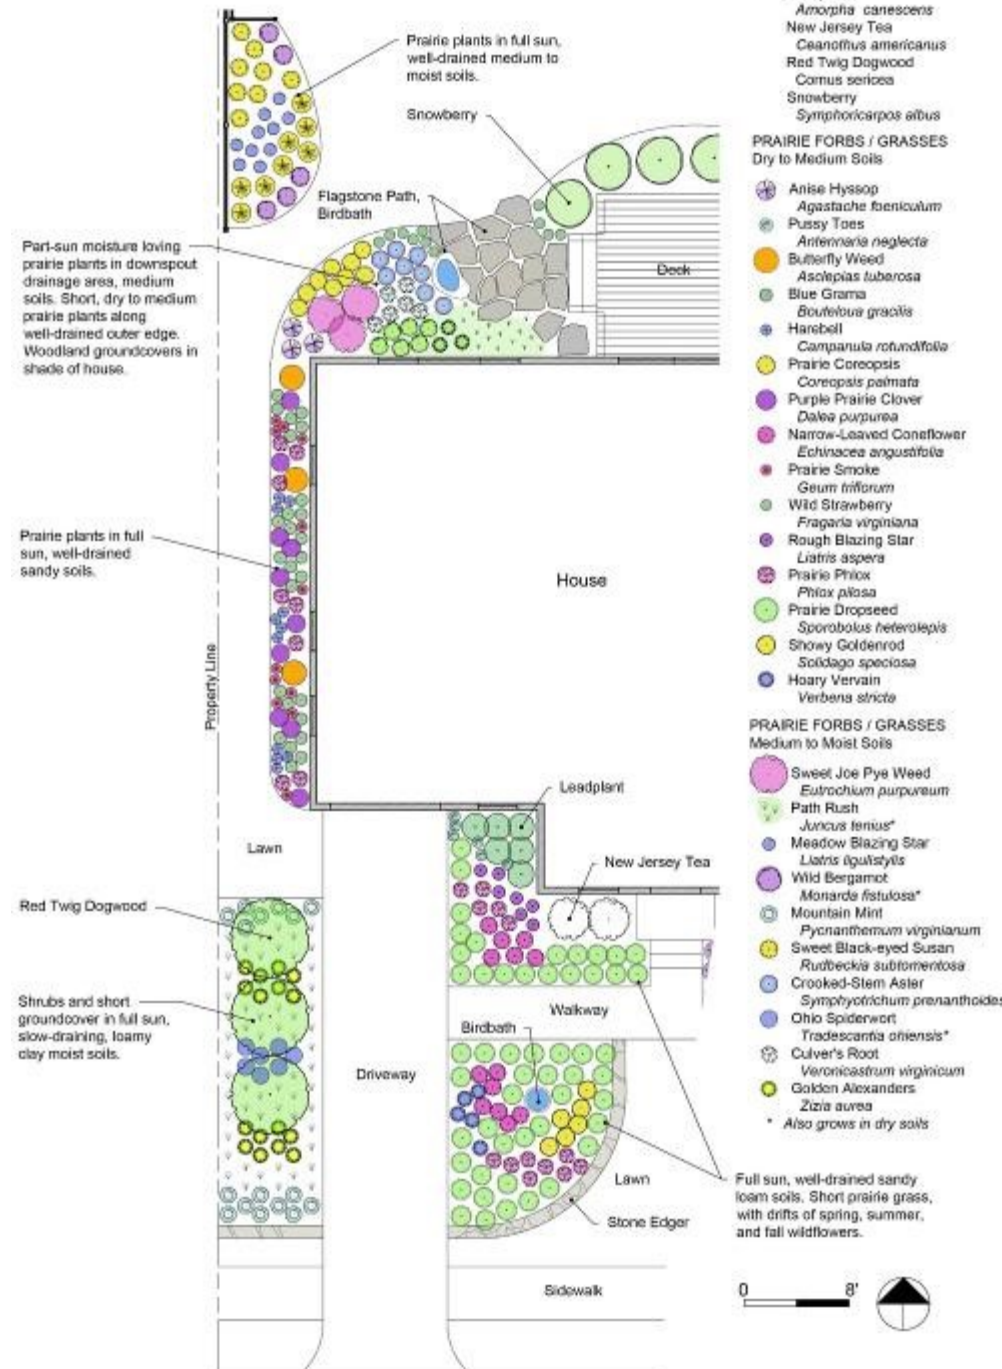 Amorpha canescens
New Jersey Tea
Ceanothus americanus
Red Twig Dogwood
Cornus sericea
Snowberry
Symphoricarpos albus
PRAIRIE FORBS / GRASSES
Dry to Medium Soils
Anise Hyssop
Agastache foeniculum
Pussy Toes
Antennaria neglecta
Butterfly Weed
Asclepias tuberosa
Blue Grama
Bouteloua gracilis
Harebell
Campanula rotundifolia
Prairie Coreopsis
Coreopsis palmata
Purple Prairie Clover
Dalea purpurea
Narrow-Leaved Coneflower
Echinacea angustifolia
Prairie Smoke
Geum triflorum
Wild Strawberry
Fragaria virginiana
Rough Blazing Star
Liatris aspera
Prairie Phlox
Phlox pilosa
Prairie Dropseed
Sporobolus heterolepis
Showy Goldenrod
Solidago speciosa
Hoary Vervain
Verbena stricta
PRAIRIE FORBS / GRASSES
Medium to Moist Soils
Sweet Joe Pye Weed
Eutrochium purpureum
Path Rush
Juncus tenius*
Meadow Blazing Star
Liatris ligulistylis
Wild Bergamot
Monarda fistulosa*
Mountain Mint
Pycnanthemum virginianum
Sweet Black-eyed Susan
Rudbeckia subtomentosa
Crooked-Stem Aster
Symphyotrichum prenanthoides
Ohio Spiderwort
Tradescantia ohiensis*
Culver's Root
Veronicastrum virginicum
Golden Alexanders
Zizia aurea
* Also grows in dry soils
Prairie plants in full sun,
well-drained medium to
moist soils.
Snowberry
Flagstone Path,
Birdbath
Deck
Part-sun moisture loving
prairie plants in downspout
drainage area, medium
soils. Short, dry to medium
prairie plants along
well-drained outer edge.
Woodland groundcovers in
shade of house.
Prairie plants in full
sun, well-drained
sandy soils.
House
Property Line
Leadplant
Lawn
New Jersey Tea
Red Twig Dogwood
Shrubs and short
groundcover in full sun,
slow-draining, loamy
clay moist soils.
Walkway
Birdbath
Driveway
Lawn
Stone Edger
Full sun, well-drained sandy
loam soils. Short prairie grass,
with drifts of spring, summer,
and fall wildflowers.
Sidewalk
0 8'